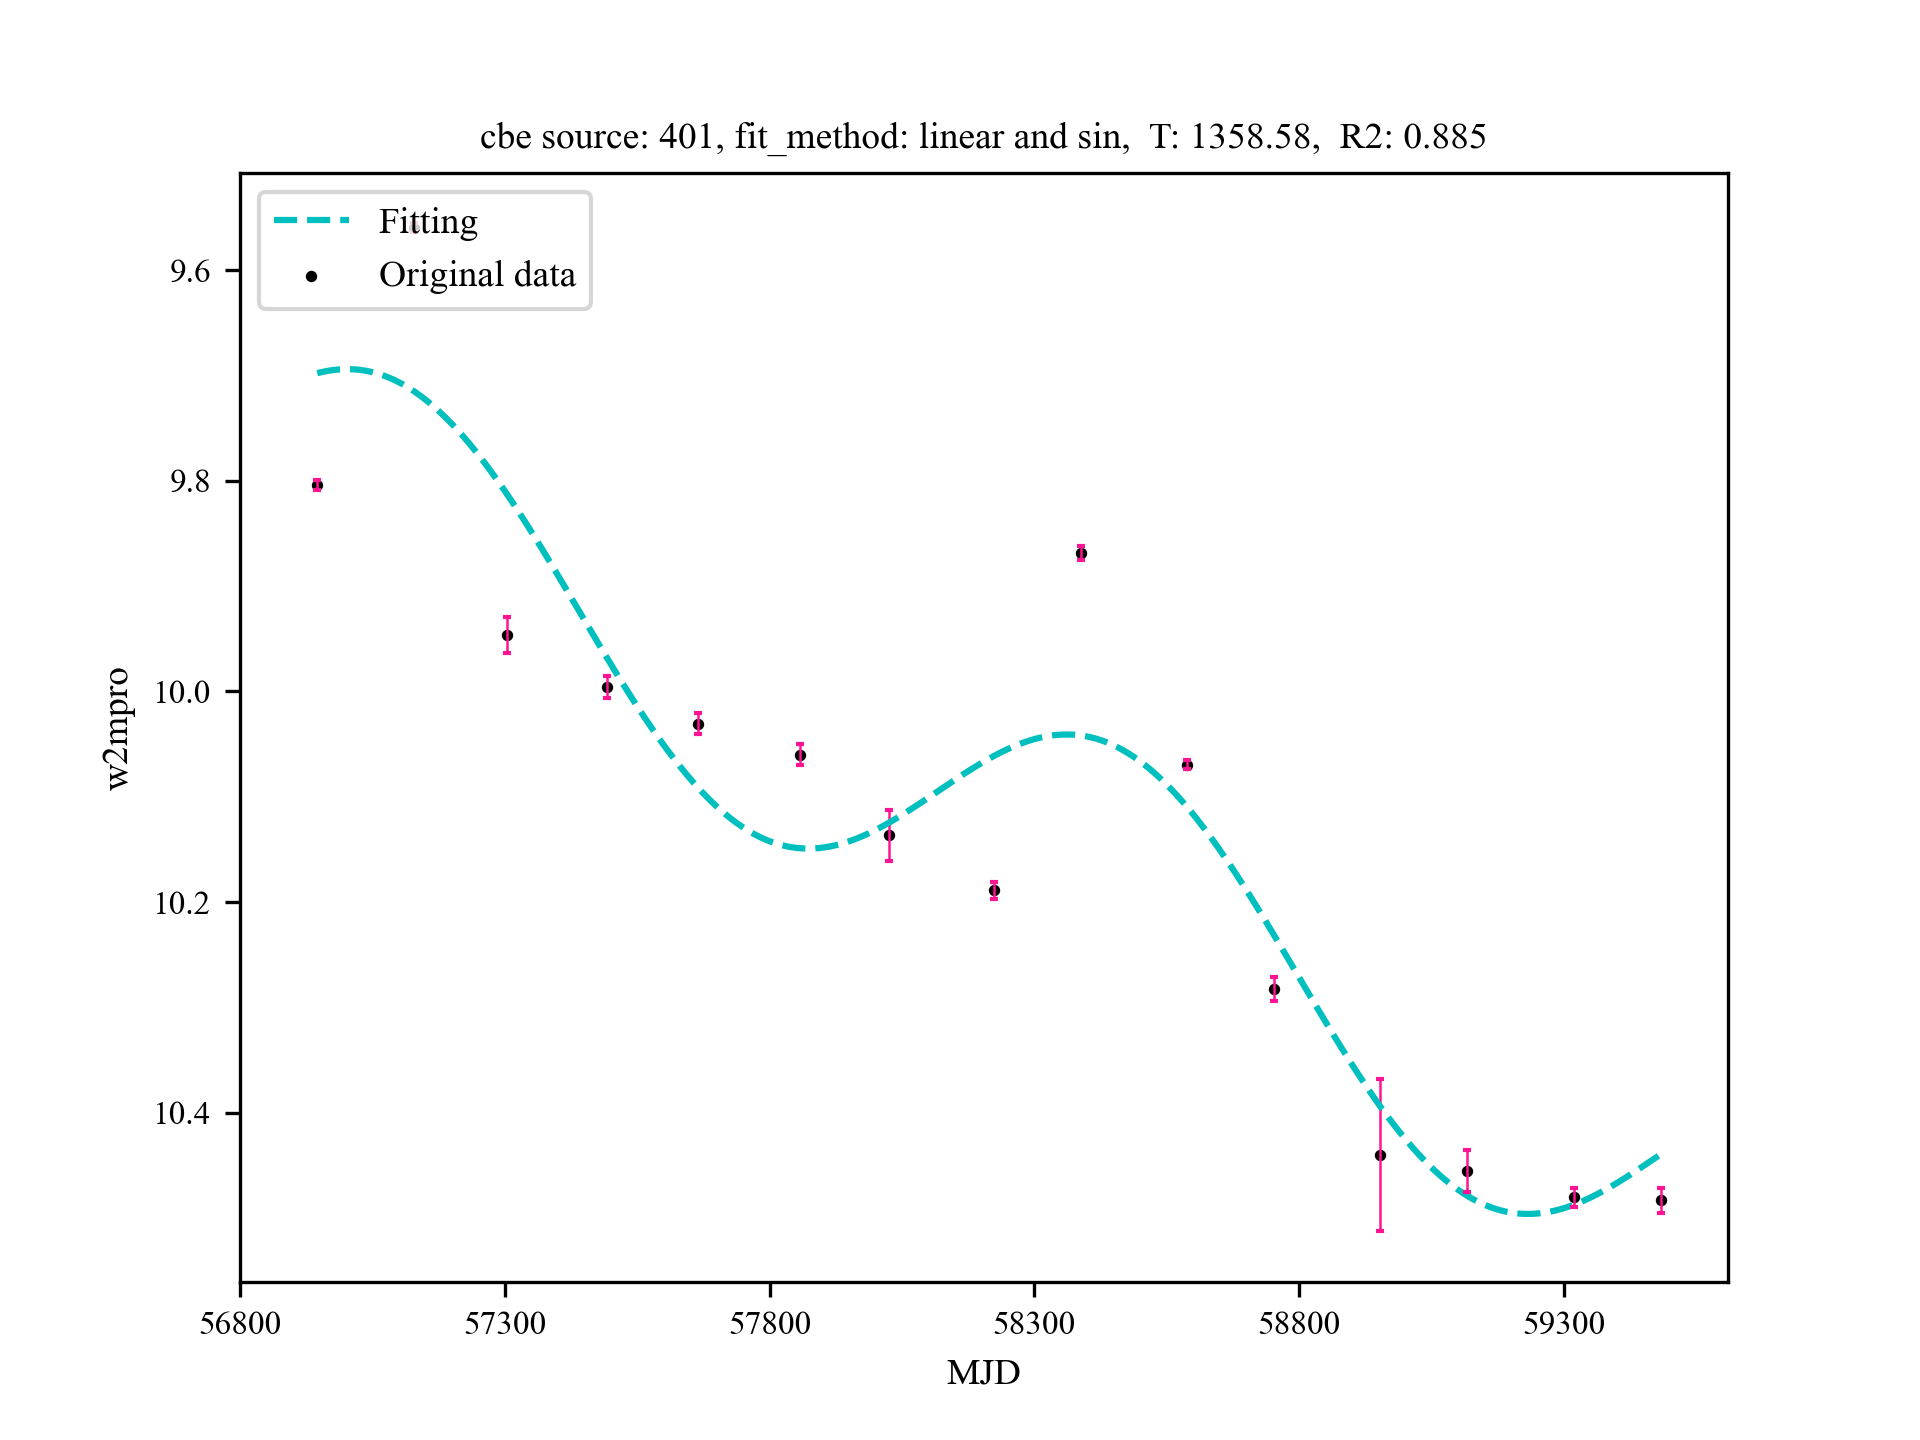 cbe source: 401, fit_method: linear and sin, T: 1358.58, R2: 0.885
Fitting
Original data
9.6
9.8
10.0
10.2
10.4
w2mpro
56800 57300 57800 58300 58800 59300
MJD